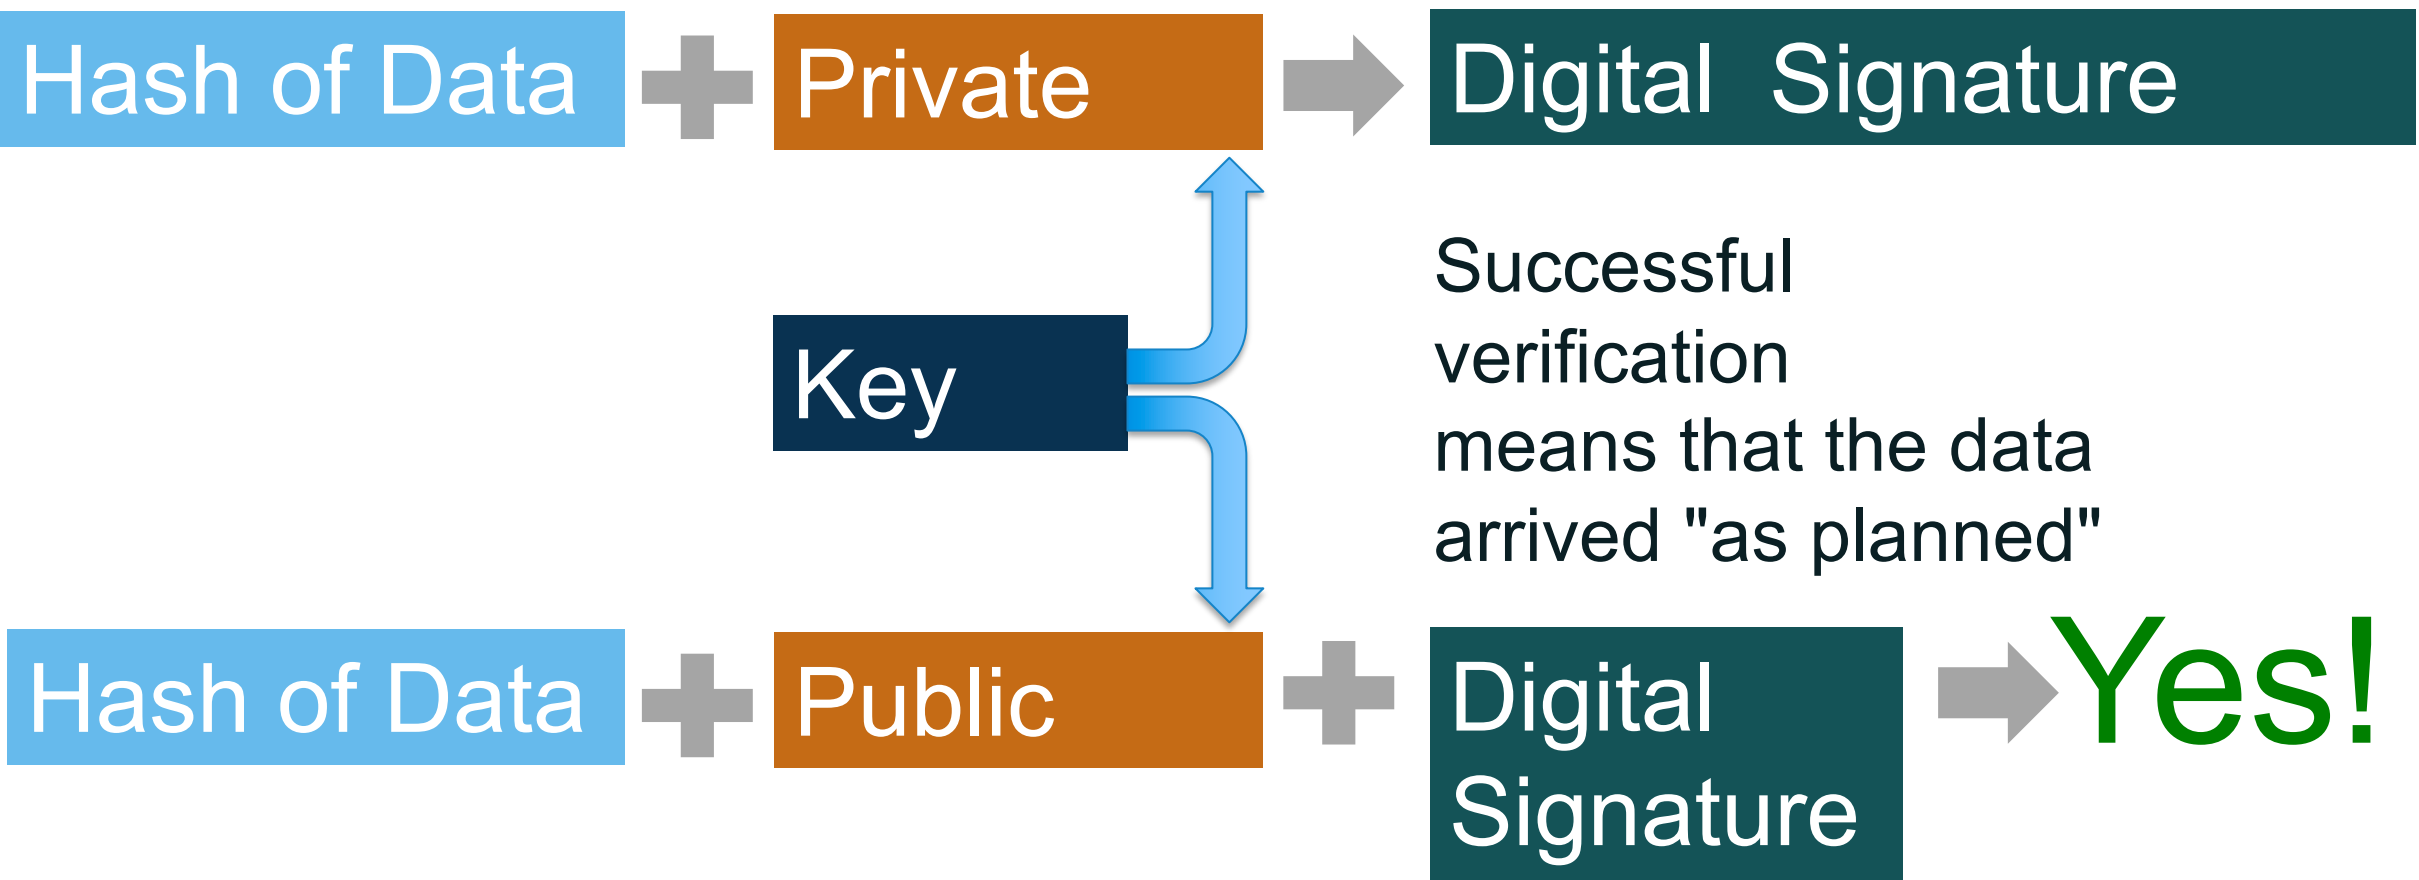 Hash of Data
Private
Digital Signature
Key
Successful
verification
means that the data
arrived "as planned"
Hash of Data
Public
Digital
Signature
Yes!